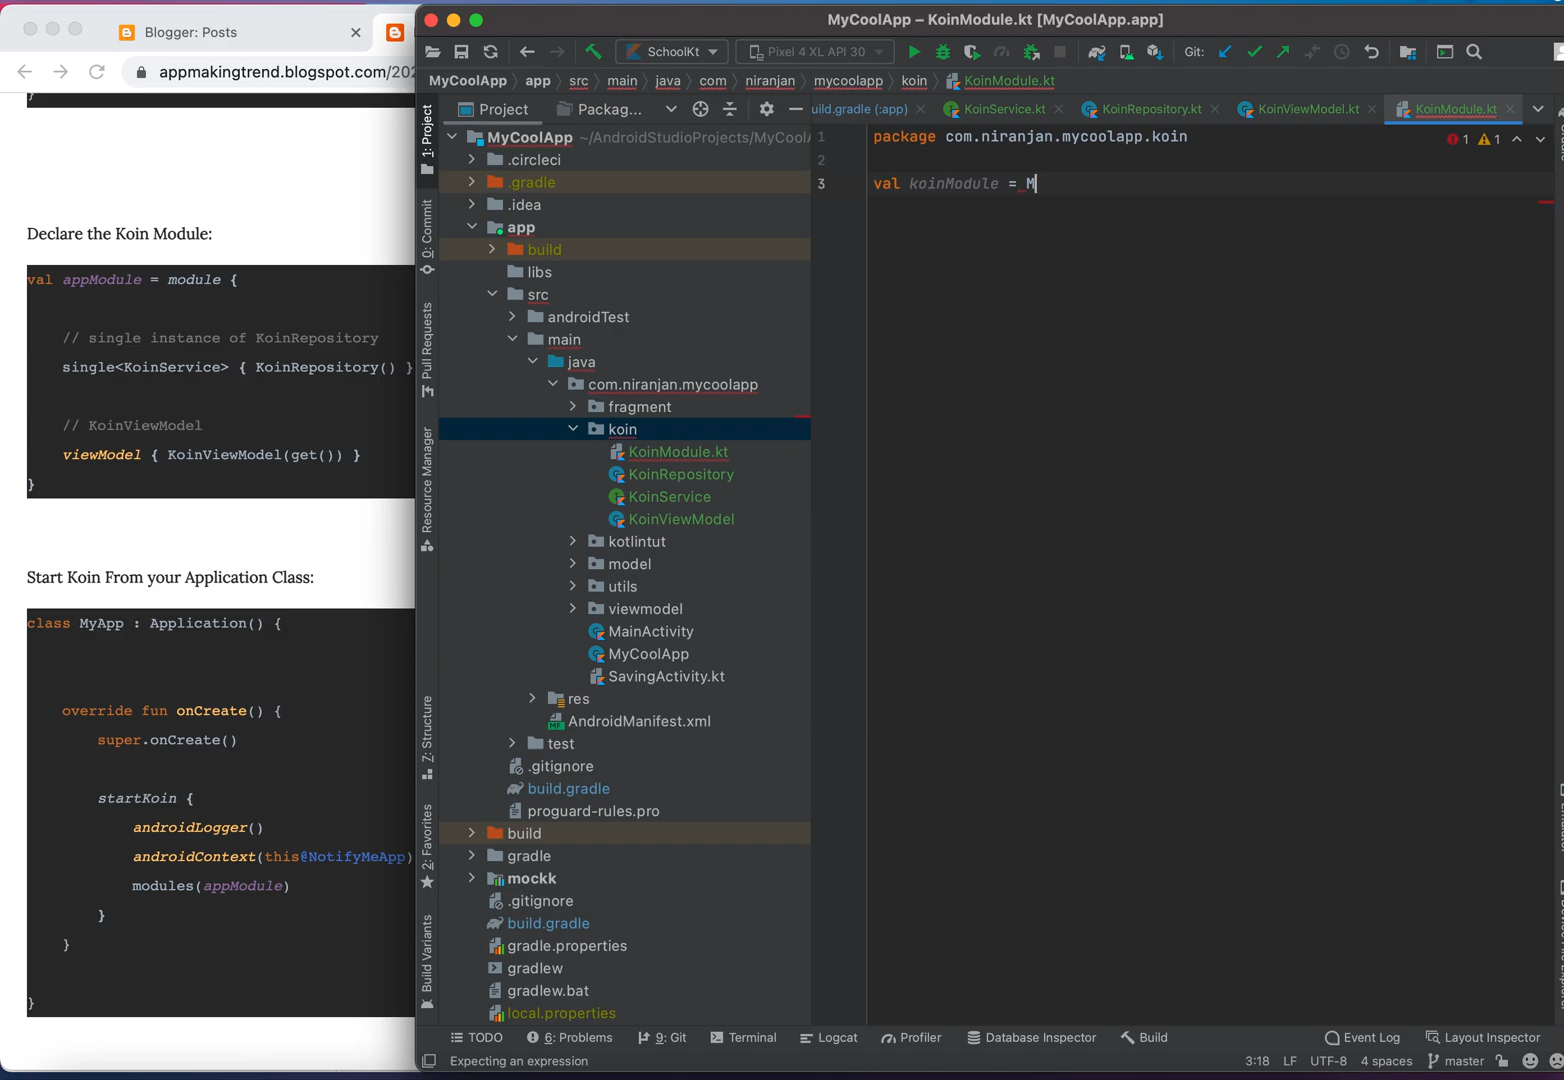 Blogger: Posts
appmakingtrend.blogspot.com/202
}
Declare the Koin Module:
val appModule = module {
// single instance of KoinRepository
single<KoinService> { KoinRepository() }
// KoinViewModel
viewModel { KoinViewModel(get()) }
}
Start Koin From your Application Class:
class MyApp : Application() {
override fun onCreate() {
super.onCreate()
startKoin {
androidLogger()
androidContext(this@NotifyMeApp)
modules(appModule)
}
}
}
MyCoolApp – KoinModule.kt [MyCoolApp.app]
SchoolKt
Pixel 4 XL API 30
Git:
MyCoolApp app src main java com niranjan mycoolapp koin KoinModule.kt
Project
Packag...
uild.gradle (:app)
KoinService.kt
KoinRepository.kt
KoinViewModel.kt
KoinModule.kt
1: Project
0: Commit
Pull Requests
Resource Manager
7: Structure
2: Favorites
Build Variants
MyCoolApp ~/AndroidStudioProjects/MyCoolA
.circleci
.gradle
.idea
app
build
libs
src
androidTest
main
java
com.niranjan.mycoolapp
fragment
koin
KoinModule.kt
KoinRepository
KoinService
KoinViewModel
kotlintut
model
utils
viewmodel
MainActivity
MyCoolApp
SavingActivity.kt
res
AndroidManifest.xml
test
.gitignore
build.gradle
proguard-rules.pro
build
gradle
mockk
.gitignore
build.gradle
gradle.properties
gradlew
gradlew.bat
local.properties
1 package com.niranjan.mycoolapp.koin
2
3 val koinModule = M
1 1
TODO
6: Problems
9: Git
Terminal
Logcat
Profiler
Database Inspector
Build
Event Log
Layout Inspector
Expecting an expression
3:18 LF UTF-8 4 spaces master